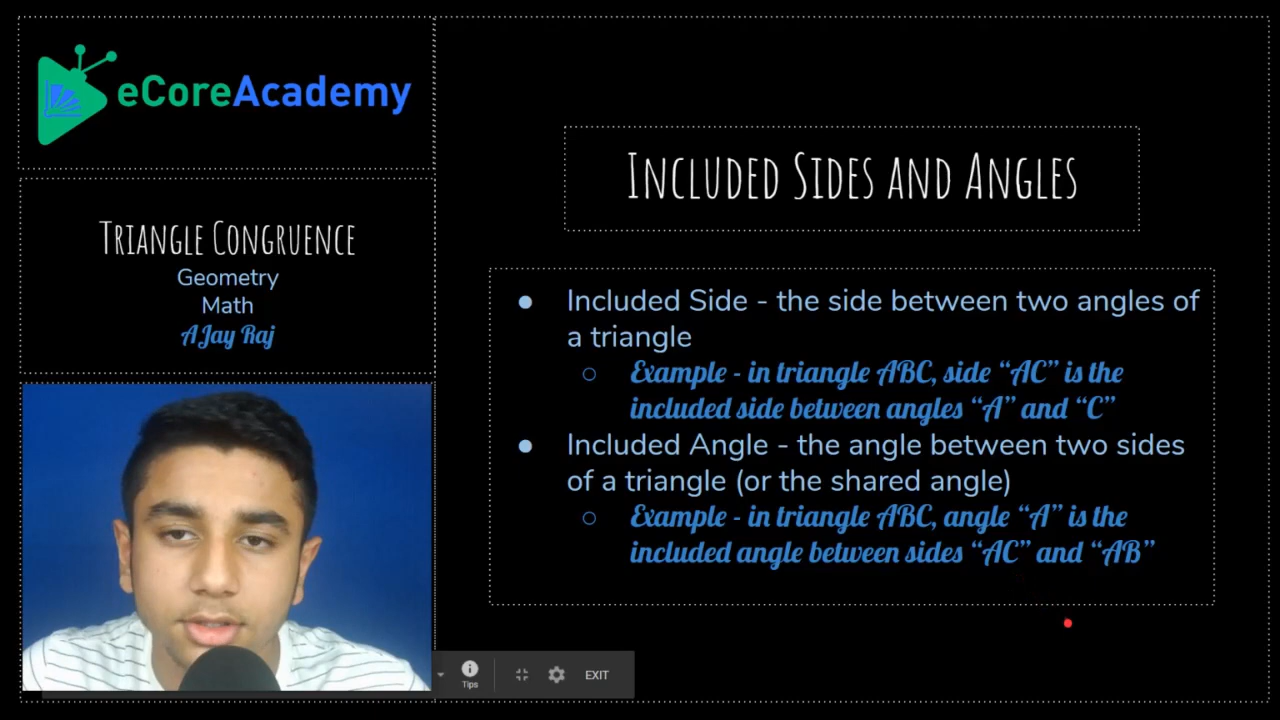 eCoreAcademy
Triangle Congruence
Geometry
Math
AJay Raj
Included Sides and Angles
● Included Side - the side between two angles of
a triangle
○ Example - in triangle ABC, side “AC” is the
included side between angles “A” and “C”
● Included Angle - the angle between two sides
of a triangle (or the shared angle)
○ Example - in triangle ABC, angle “A” is the
included angle between sides “AC” and “AB”
Tips
EXIT